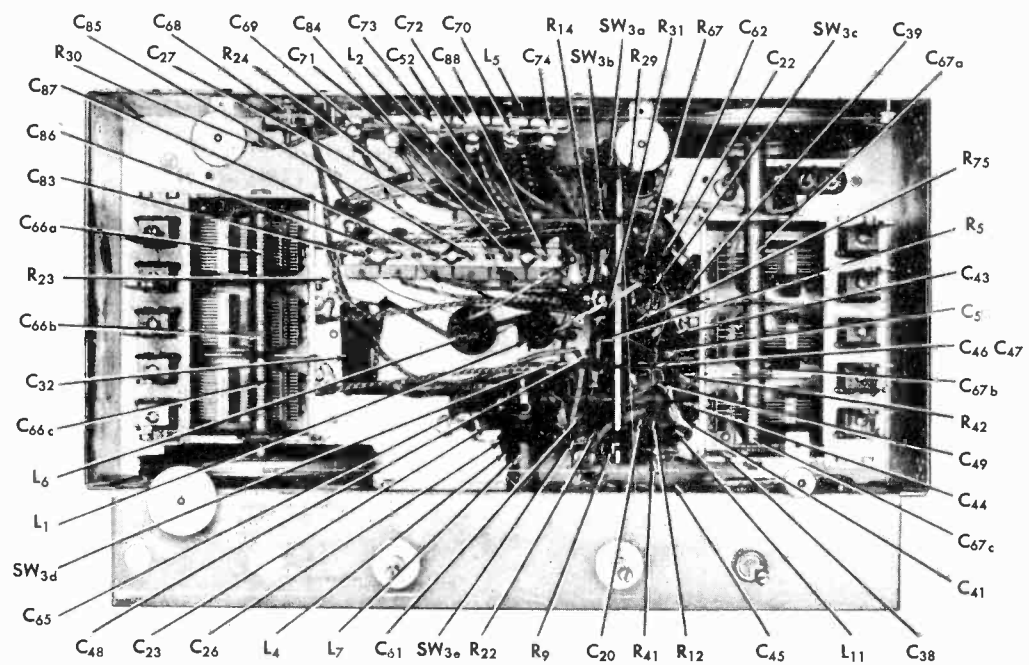 C85 C68 C69 C84 C73 C72 C70 R14 SW3a R31 R67 C62 SW3c C39
R30 C27 R24 C71 L2 C52 C88 L5 C74 SW3b R29 C22 C67a
C87
C86
C83
C66a
R23
C66b
C32
C66c
L6
L1
SW3d
C65
R75
R5
C43
C5
C46 C47
C67b
R42
C49
C44
C67c
C41
C48 C23 C26 L4 L7 C61 SW3e R22 R9 C20 R41 R12 C45 L11 C38